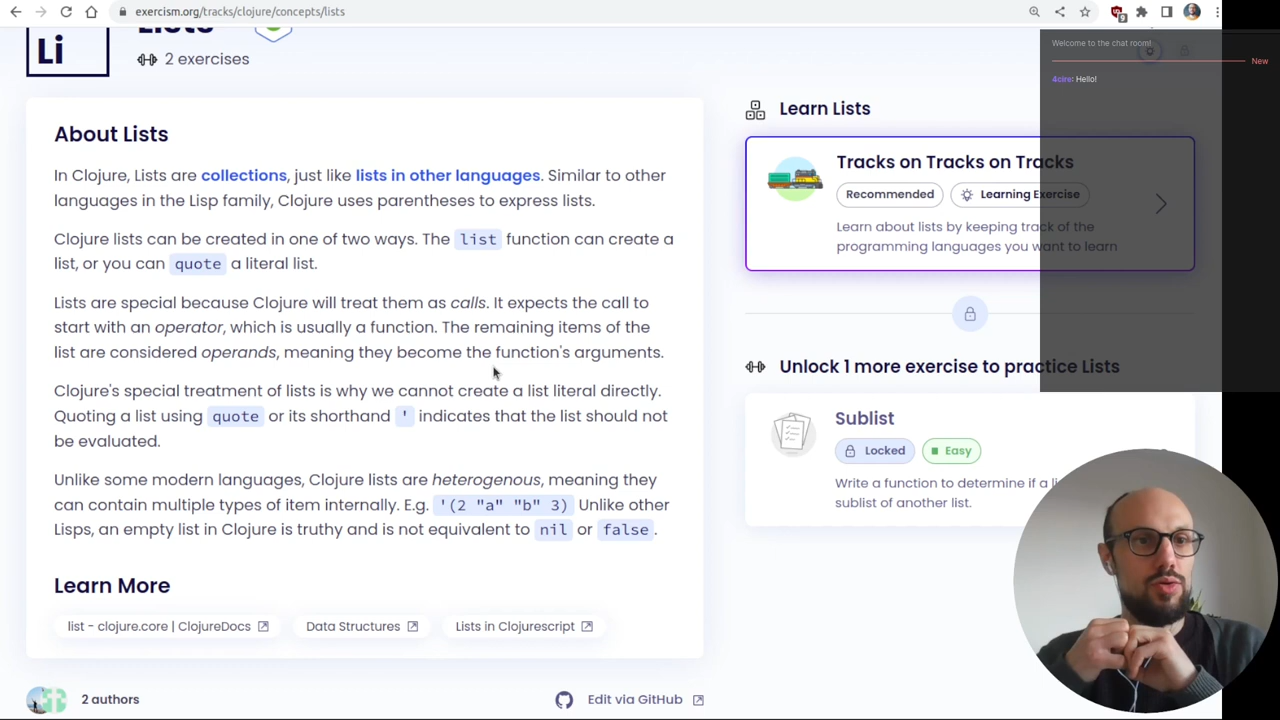 exercism.org/tracks/clojure/concepts/lists
9
Welcome to the chat room!
New
4cire: Hello!
Li
Lists
2 exercises
About Lists
In Clojure, Lists are collections, just like lists in other languages. Similar to other
languages in the Lisp family, Clojure uses parentheses to express lists.
Clojure lists can be created in one of two ways. The list function can create a
list, or you can quote a literal list.
Lists are special because Clojure will treat them as calls. It expects the call to
start with an operator, which is usually a function. The remaining items of the
list are considered operands, meaning they become the function's arguments.
Clojure's special treatment of lists is why we cannot create a list literal directly.
Quoting a list using quote or its shorthand ' indicates that the list should not
be evaluated.
Unlike some modern languages, Clojure lists are heterogenous, meaning they
can contain multiple types of item internally. E.g. '(2 "a" "b" 3) Unlike other
Lisps, an empty list in Clojure is truthy and is not equivalent to nil or false.
Learn More
list - clojure.core | ClojureDocs
Data Structures
Lists in Clojurescript
2 authors
Edit via GitHub
Learn Lists
Tracks on Tracks on Tracks
Recommended
Learning Exercise
Learn about lists by keeping track of the
programming languages you want to learn
Unlock 1 more exercise to practice Lists
Sublist
Locked
Easy
Write a function to determine if a
sublist of another list.